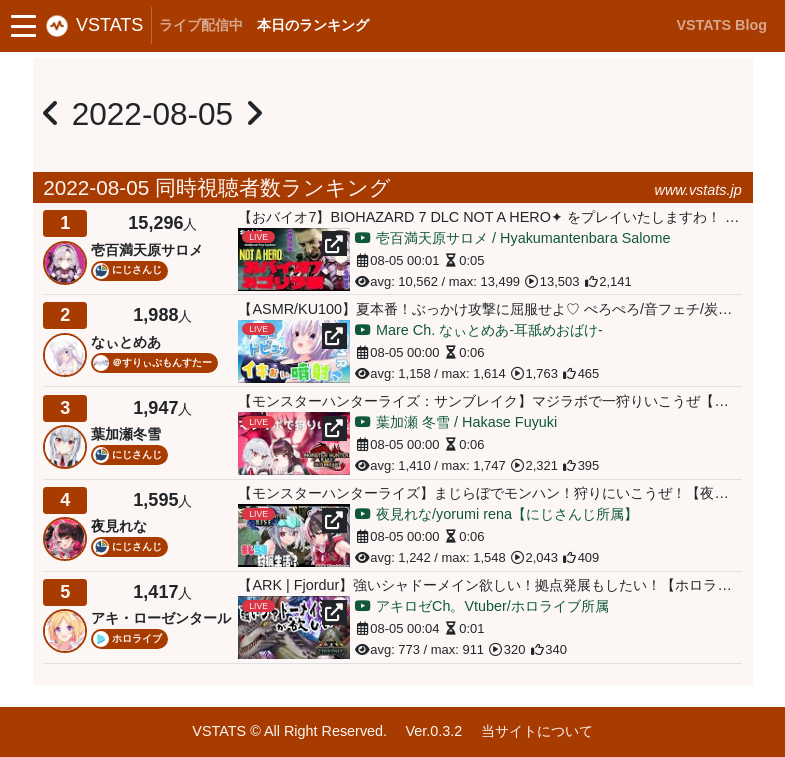 VSTATS ライブ配信中 本日のランキング VSTATS Blog
2022-08-05
2022-08-05 同時視聴者数ランキング www.vstats.jp
1 15,296人
壱百満天原サロメ
にじさんじ
【おバイオ7】BIOHAZARD 7 DLC NOT A HERO✦ をプレイいたしますわ！ …
LIVE
NOT A HERO
壱百満天原サロメ / Hyakumantenbara Salome
08-05 00:01 0:05
avg: 10,562 / max: 13,499 13,503 2,141
2 1,988人
なぃとめあ
＠すりぃぷもんすたー
【ASMR/KU100】夏本番！ぶっかけ攻撃に屈服せよ♡ ぺろぺろ/音フェチ/炭…
LIVE
Mare Ch. なぃとめあ-耳舐めおばけ-
08-05 00:00 0:06
avg: 1,158 / max: 1,614 1,763 465
3 1,947人
葉加瀬冬雪
にじさんじ
【モンスターハンターライズ：サンブレイク】マジラボで一狩りいこうぜ【…
LIVE
葉加瀬 冬雪 / Hakase Fuyuki
08-05 00:00 0:06
avg: 1,410 / max: 1,747 2,321 395
4 1,595人
夜見れな
にじさんじ
【モンスターハンターライズ】まじらぼでモンハン！狩りにいこうぜ！【夜…
LIVE
夜見れな/yorumi rena【にじさんじ所属】
08-05 00:00 0:06
avg: 1,242 / max: 1,548 2,043 409
5 1,417人
アキ・ローゼンタール
ホロライブ
【ARK | Fjordur】強いシャドーメイン欲しい！拠点発展もしたい！【ホロラ…
LIVE
アキロゼCh。Vtuber/ホロライブ所属
08-05 00:04 0:01
avg: 773 / max: 911 320 340
VSTATS © All Right Reserved. Ver.0.3.2 当サイトについて